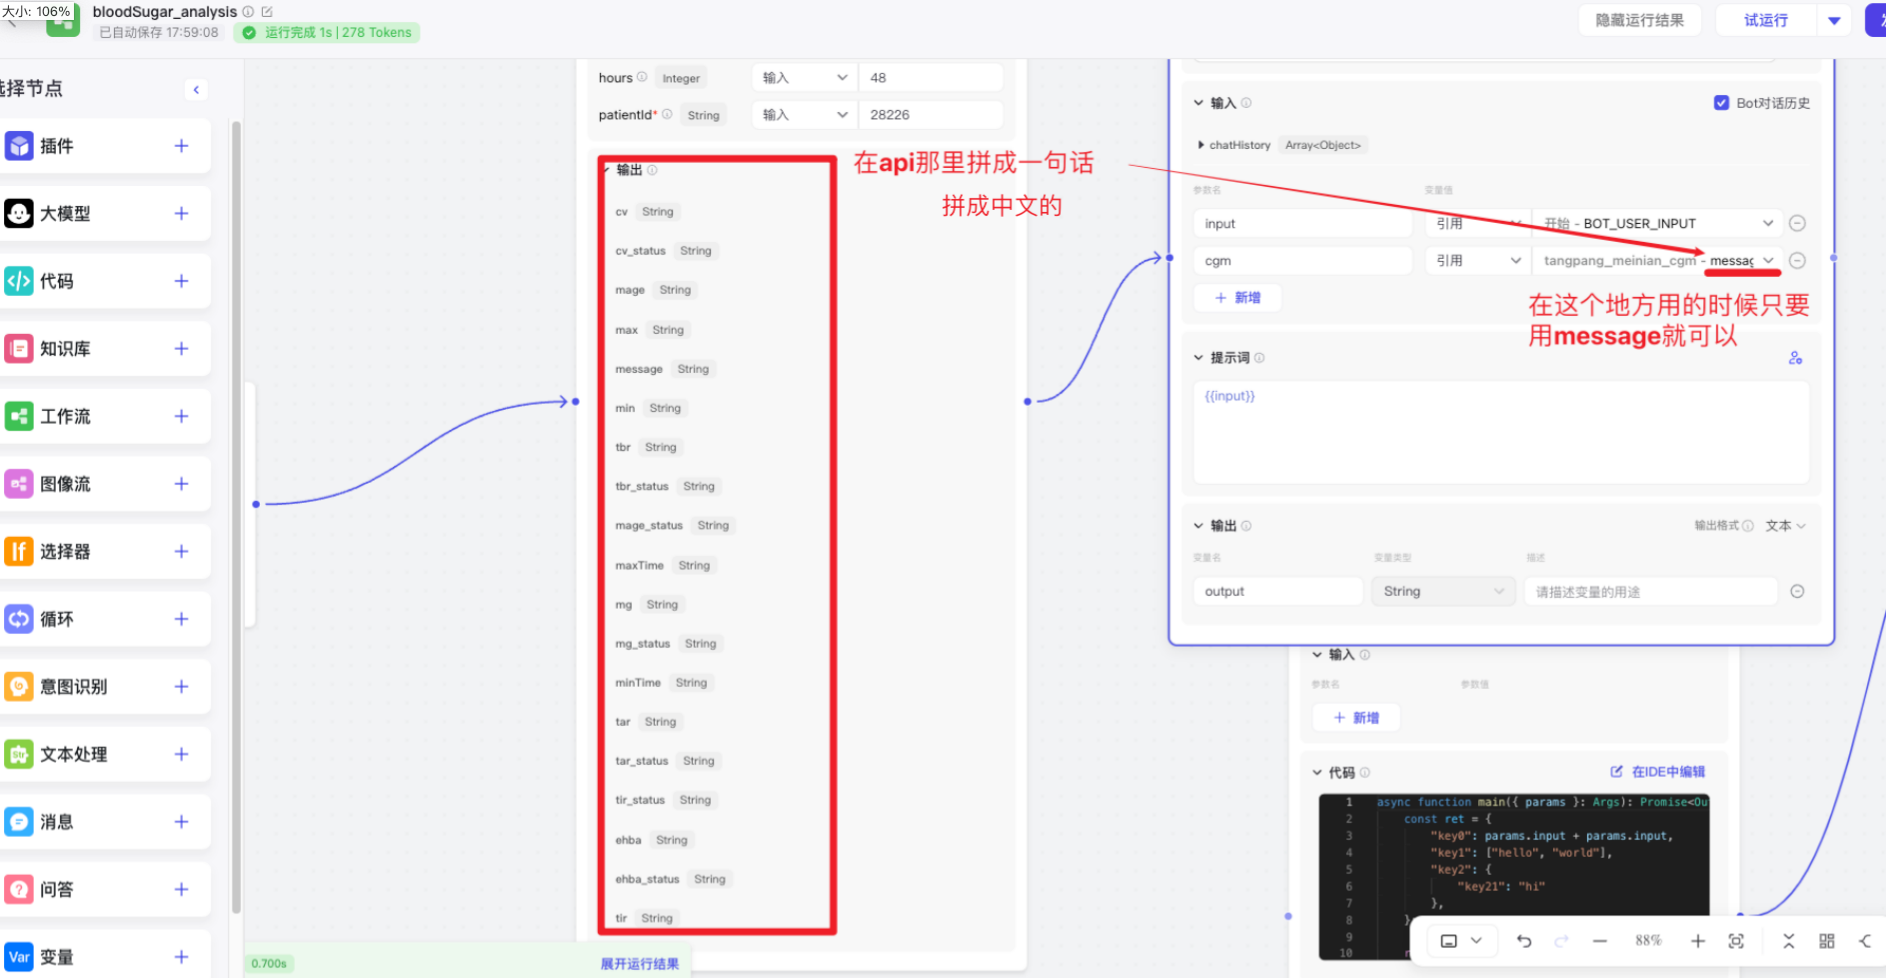 大小: 106%
bloodSugar_analysis
已自动保存 17:59:08
运行完成 1s | 278 Tokens
隐藏运行结果
试运行
选择节点
插件
大模型
代码
知识库
工作流
图像流
If 选择器
循环
意图识别
文本处理
消息
问答
Var 变量
hours Integer 输入 48
patientId* String 输入 28226
输出
cv String
cv_status String
mage String
max String
message String
min String
tbr String
tbr_status String
mage_status String
maxTime String
mg String
mg_status String
minTime String
tar String
tar_status String
tir_status String
ehba String
ehba_status String
tir String
0.700s
展开运行结果
在api那里拼成一句话
拼成中文的
输入
Bot对话历史
chatHistory Array<Object>
参数名 变量值
input 引用 开始 - BOT_USER_INPUT
cgm 引用 tangpang_meinian_cgm - messag
+ 新增
在这个地方用的时候只要
用message就可以
提示词
{{input}}
输出
输出格式 文本
变量名 变量类型 描述
output String 请描述变量的用途
输入
参数名 参数值
+ 新增
代码
在IDE中编辑
1 async function main({ params }: Args): Promise<Ou
2 const ret = {
3 "key0": params.input + params.input,
4 "key1": ["hello", "world"],
5 "key2": {
6 "key21": "hi"
7 },
8 }
9
10
88%